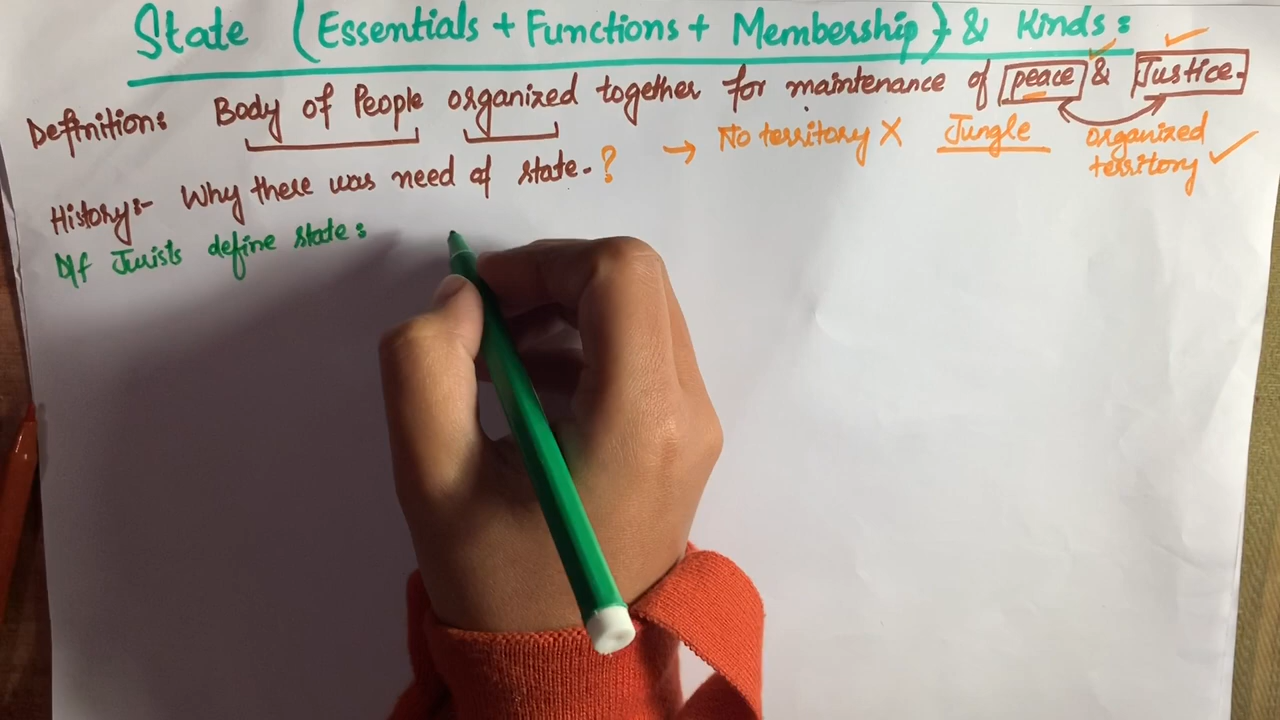 State (Essentials + Functions + Membership) & Kinds:
Definition: Body of People organized together for maintenance of peace & Justice.
History:- Why there was need of state.? → No territory X Jungle organized territory ✓
D/f Jurists define state: